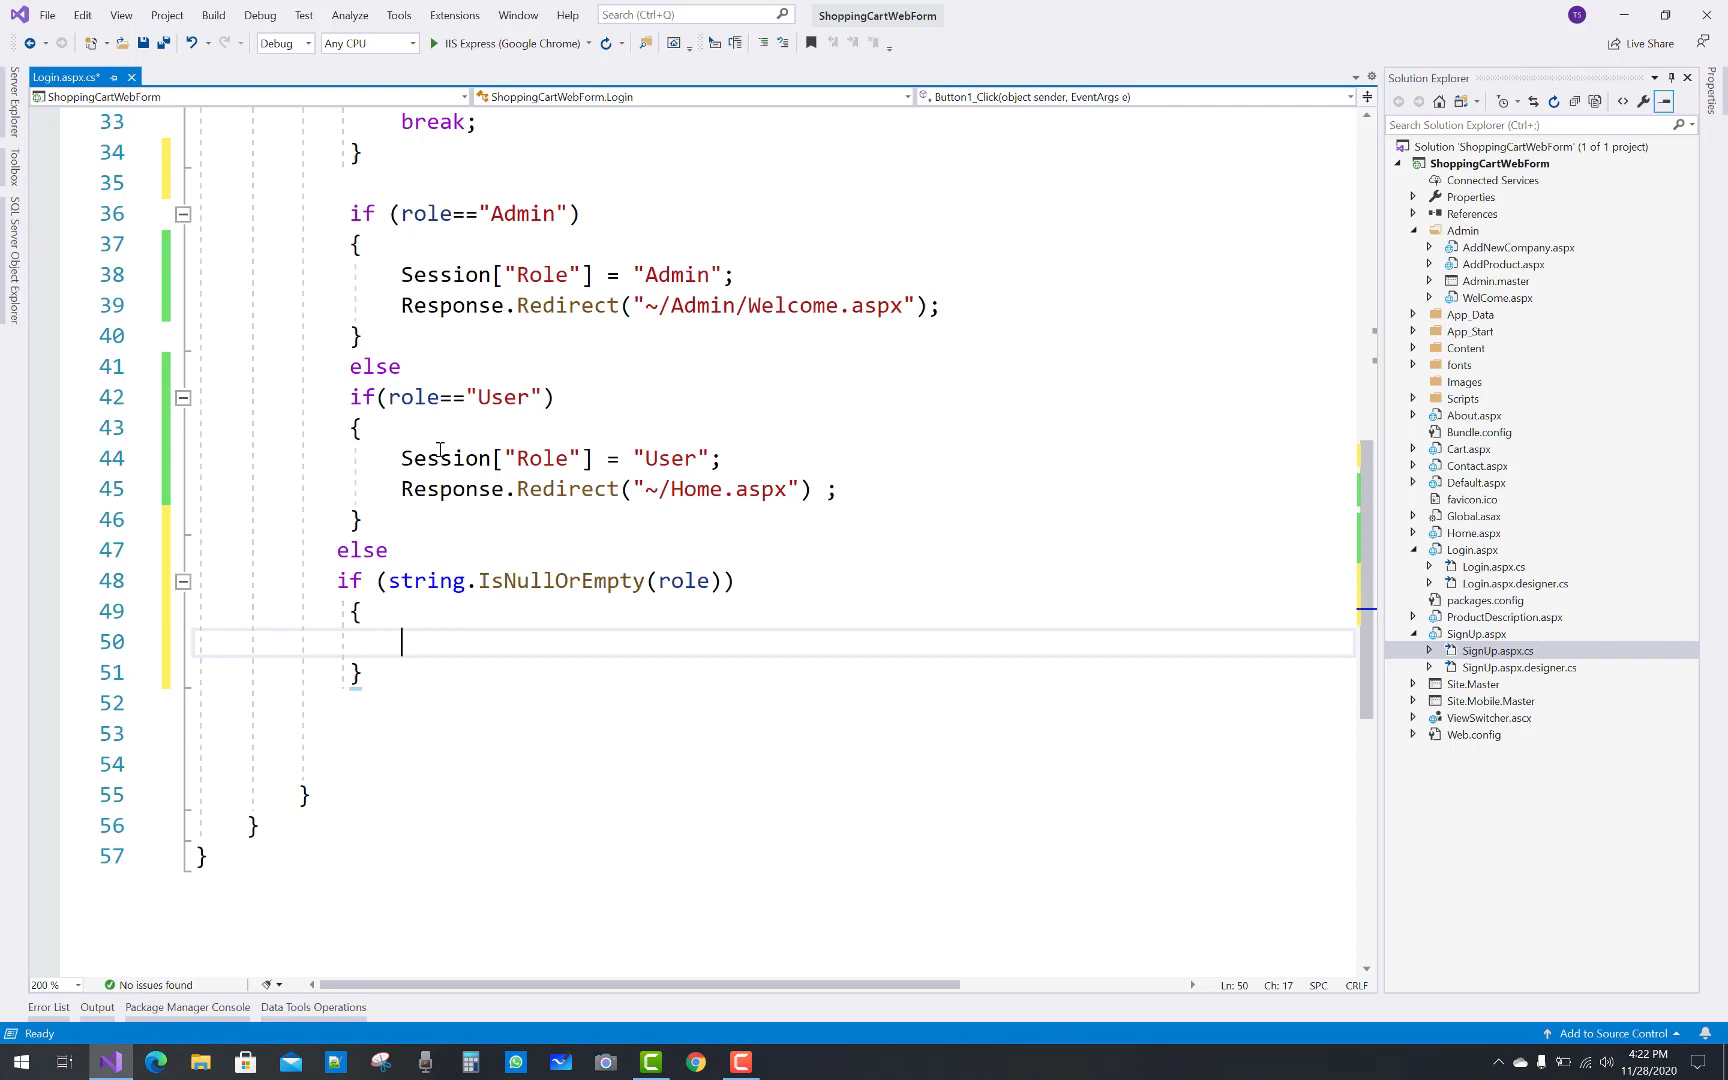 File Edit View Project Build Debug Test Analyze Tools Extensions Window Help Search (Ctrl+Q) ShoppingCartWebForm TS
Debug Any CPU IIS Express (Google Chrome) Live Share
Login.aspx.cs*
ShoppingCartWebForm ShoppingCartWebForm.Login Button1_Click(object sender, EventArgs e)
Server Explorer
Toolbox
SQL Server Object Explorer
33 break;
34 }
35
36 if (role=="Admin")
37 {
38 Session["Role"] = "Admin";
39 Response.Redirect("~/Admin/Welcome.aspx");
40 }
41 else
42 if(role=="User")
43 {
44 Session["Role"] = "User";
45 Response.Redirect("~/Home.aspx") ;
46 }
47 else
48 if (string.IsNullOrEmpty(role))
49 {
50
51 }
52
53
54
55 }
56 }
57 }
200 % No issues found Ln: 50 Ch: 17 SPC CRLF
Error List Output Package Manager Console Data Tools Operations
Solution Explorer
Search Solution Explorer (Ctrl+;)
Solution 'ShoppingCartWebForm' (1 of 1 project)
ShoppingCartWebForm
Connected Services
Properties
References
Admin
AddNewCompany.aspx
AddProduct.aspx
Admin.master
WelCome.aspx
App_Data
App_Start
Content
fonts
Images
Scripts
About.aspx
Bundle.config
Cart.aspx
Contact.aspx
Default.aspx
favicon.ico
Global.asax
Home.aspx
Login.aspx
Login.aspx.cs
Login.aspx.designer.cs
packages.config
ProductDescription.aspx
SignUp.aspx
SignUp.aspx.cs
SignUp.aspx.designer.cs
Site.Master
Site.Mobile.Master
ViewSwitcher.ascx
Web.config
Properties
Ready Add to Source Control
4:22 PM
11/28/2020